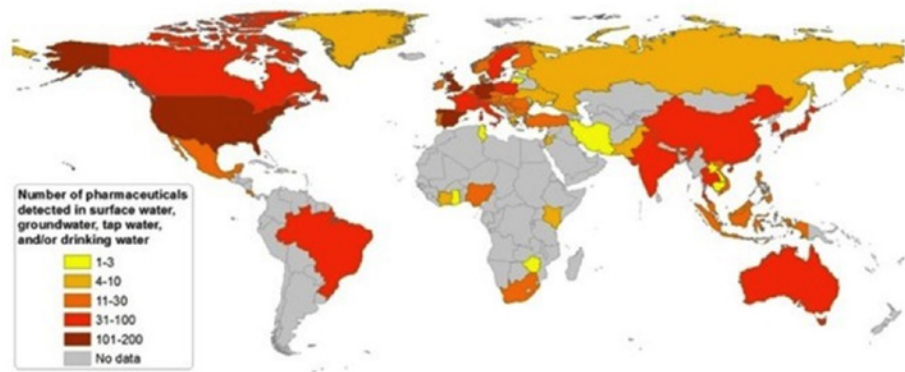 Number of pharmaceuticals
detected in surface water,
groundwater, tap water,
and/or drinking water
1-3
4-10
11-30
31-100
101-200
No data